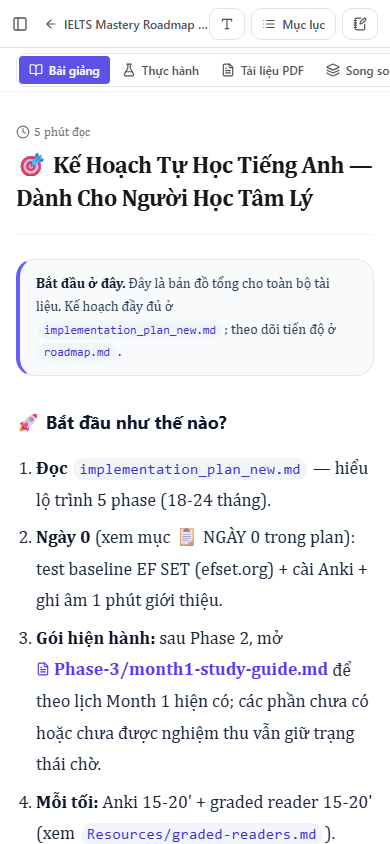 IELTS Mastery Roadmap ...
Mục lục
Bài giảng
Thực hành
Tài liệu PDF
Song so
5 phút đọc
🎯 Kế Hoạch Tự Học Tiếng Anh —
Dành Cho Người Học Tâm Lý
Bắt đầu ở đây. Đây là bản đồ tổng cho toàn bộ tài
liệu. Kế hoạch đầy đủ ở
implementation_plan_new.md ; theo dõi tiến độ ở
roadmap.md .
🚀 Bắt đầu như thế nào?
1. Đọc implementation_plan_new.md — hiểu
lộ trình 5 phase (18-24 tháng).
2. Ngày 0 (xem mục 📋 NGÀY 0 trong plan):
test baseline EF SET (efset.org) + cài Anki +
ghi âm 1 phút giới thiệu.
3. Gói hiện hành: sau Phase 2, mở
Phase-3/month1-study-guide.md để
theo lịch Month 1 hiện có; các phần chưa có
hoặc chưa được nghiệm thu vẫn giữ trạng
thái chờ.
4. Mỗi tối: Anki 15-20' + graded reader 15-20'
(xem Resources/graded-readers.md ).